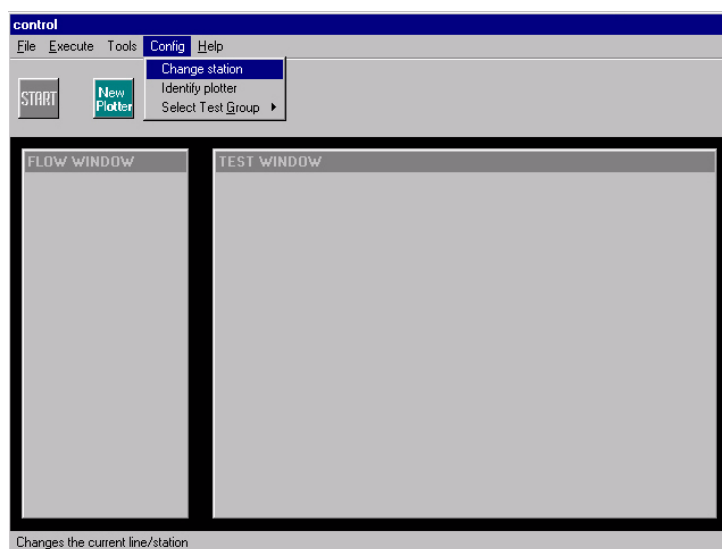 control
File Execute Tools Config Help
Change station
Identify plotter
Select Test Group
START
New
Plotter
FLOW WINDOW
TEST WINDOW
Changes the current line/station